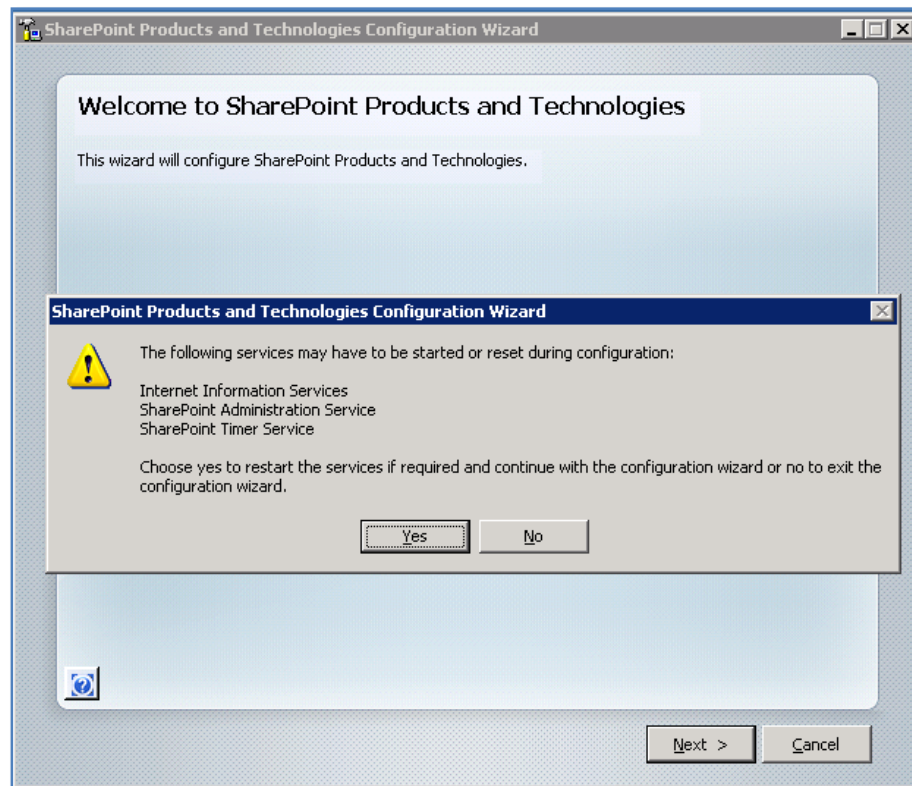 SharePoint Products and Technologies Configuration Wizard
Welcome to SharePoint Products and Technologies
This wizard will configure SharePoint Products and Technologies.
SharePoint Products and Technologies Configuration Wizard
The following services may have to be started or reset during configuration:
Internet Information Services
SharePoint Administration Service
SharePoint Timer Service
Choose yes to restart the services if required and continue with the configuration wizard or no to exit the
configuration wizard.
Yes No
Next > Cancel